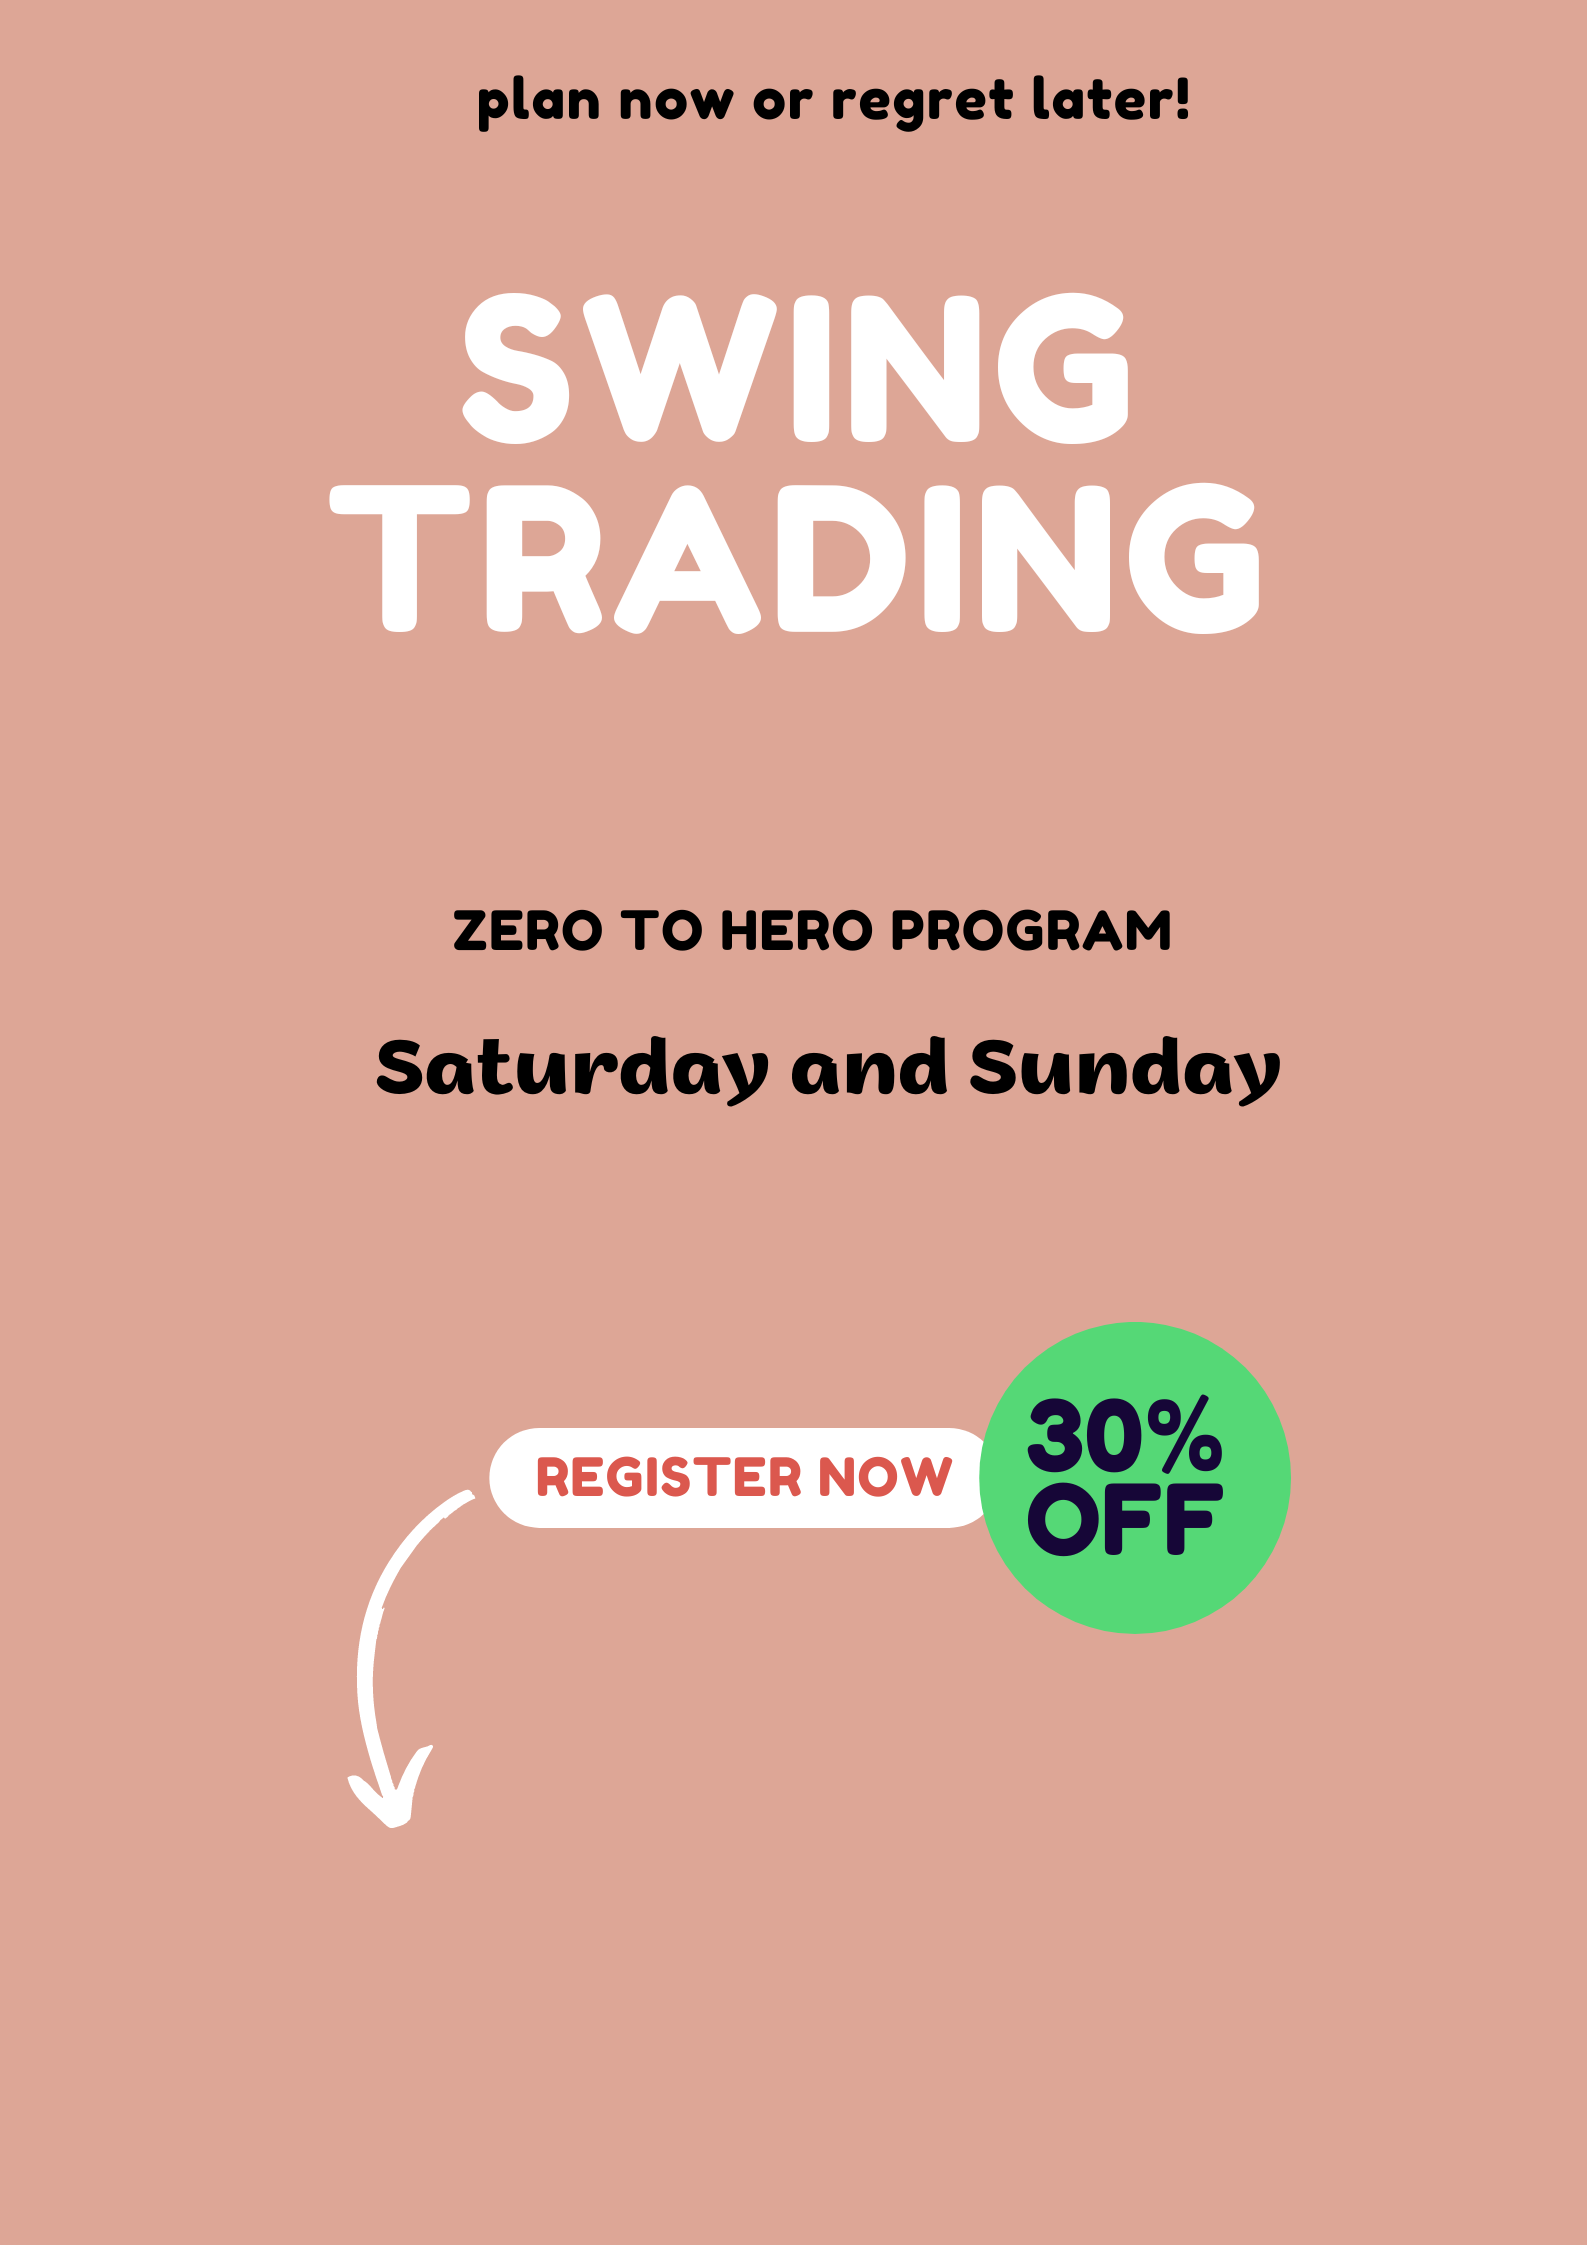 plan now or regret later!
SWING
TRADING
ZERO TO HERO PROGRAM
Saturday and Sunday
REGISTER NOW
30%
OFF